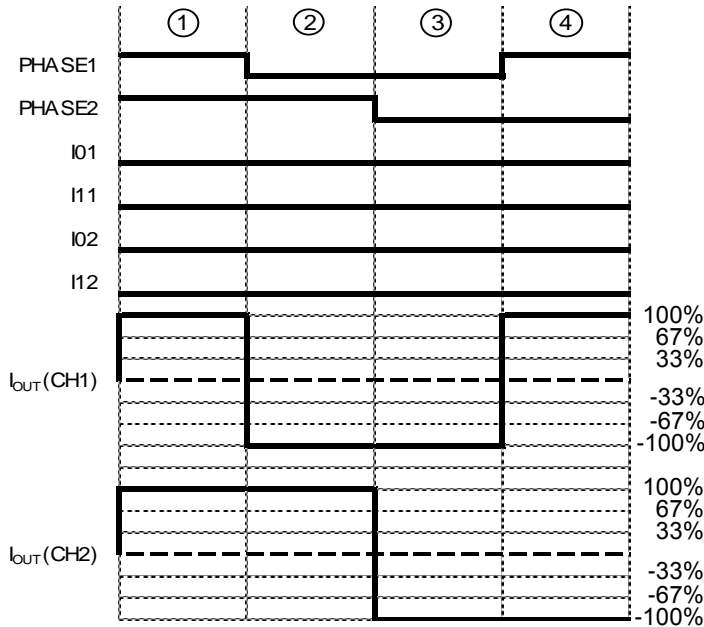 ① ② ③ ④
PHASE1
PHASE2
I01
I11
I02
I12
100%
67%
33%
IOUT(CH1)
-33%
-67%
-100%
100%
67%
33%
IOUT(CH2)
-33%
-67%
-100%